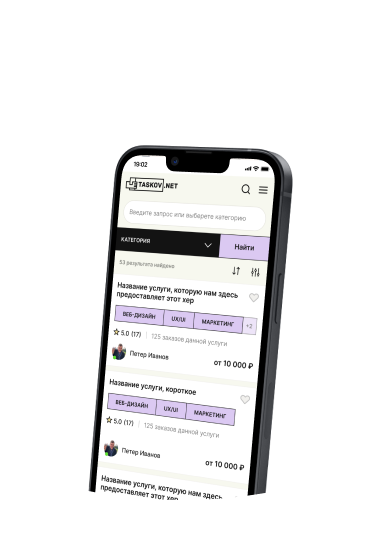 19:02
TASKOV.NET
Введите запрос или выберете категорию
КАТЕГОРИЯ
Найти
53 результата найдено
Название услуги, которую нам здесь
предоставляет этот хер
ВЕБ-ДИЗАЙН UX/UI МАРКЕТИНГ +2
5.0 (17) 125 заказов данной услуги
Петер Иванов
от 10 000 ₽
Название услуги, короткое
ВЕБ-ДИЗАЙН UX/UI МАРКЕТИНГ
5.0 (17) 125 заказов данной услуги
Петер Иванов
от 10 000 ₽
Название услуги, которую нам здесь
предоставляет этот хер